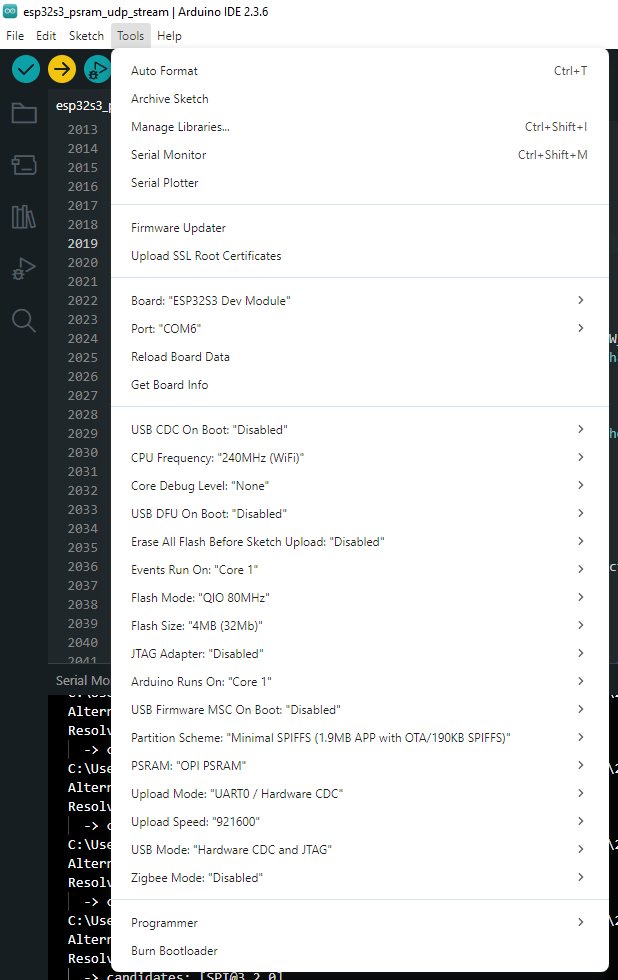 esp32s3_psram_udp_stream | Arduino IDE 2.3.6
File Edit Sketch Tools Help
Auto Format Ctrl+T
esp32s3_
Archive Sketch
2013
Manage Libraries... Ctrl+Shift+I
2014
Serial Monitor Ctrl+Shift+M
2015
2016
Serial Plotter
2017
2018
Firmware Updater
2019
Upload SSL Root Certificates
2020
2021
Board: "ESP32S3 Dev Module"
2022
2023
Port: "COM6"
2024
Reload Board Data
2025
2026
Get Board Info
2027
2028
USB CDC On Boot: "Disabled"
2029
2030
CPU Frequency: "240MHz (WiFi)"
2031
Core Debug Level: "None"
2032
USB DFU On Boot: "Disabled"
2033
2034
Erase All Flash Before Sketch Upload: "Disabled"
2035
Events Run On: "Core 1"
2036
2037
Flash Mode: "QIO 80MHz"
2038
Flash Size: "4MB (32Mb)"
2039
2040
JTAG Adapter: "Disabled"
2041
Arduino Runs On: "Core 1"
Serial Mo
USB Firmware MSC On Boot: "Disabled"
C:\Use
Altern
Resolv
Partition Scheme: "Minimal SPIFFS (1.9MB APP with OTA/190KB SPIFFS)"
-> c
PSRAM: "OPI PSRAM"
C:\Use
Altern
Upload Mode: "UART0 / Hardware CDC"
Resolv
Upload Speed: "921600"
-> c
C:\Use
USB Mode: "Hardware CDC and JTAG"
Altern
Zigbee Mode: "Disabled"
Resolv
-> c
Programmer
C:\Use
Altern
Burn Bootloader
Resolv
-> candidates: [SPI@3.2.0]